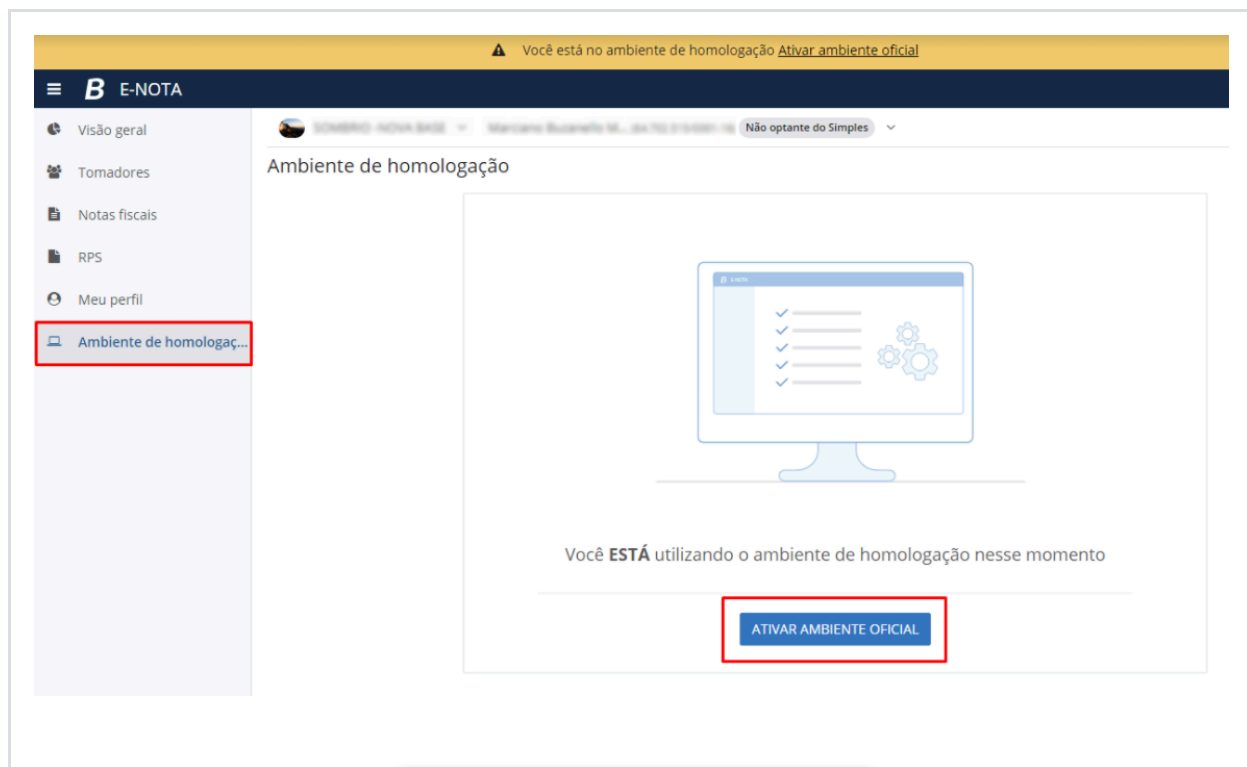 Você está no ambiente de homologação Ativar ambiente oficial
B E-NOTA
Visão geral
Não optante do Simples
Tomadores
Ambiente de homologação
Notas fiscais
RPS
Meu perfil
Ambiente de homologaç...
B E-NOTA
Você ESTÁ utilizando o ambiente de homologação nesse momento
ATIVAR AMBIENTE OFICIAL